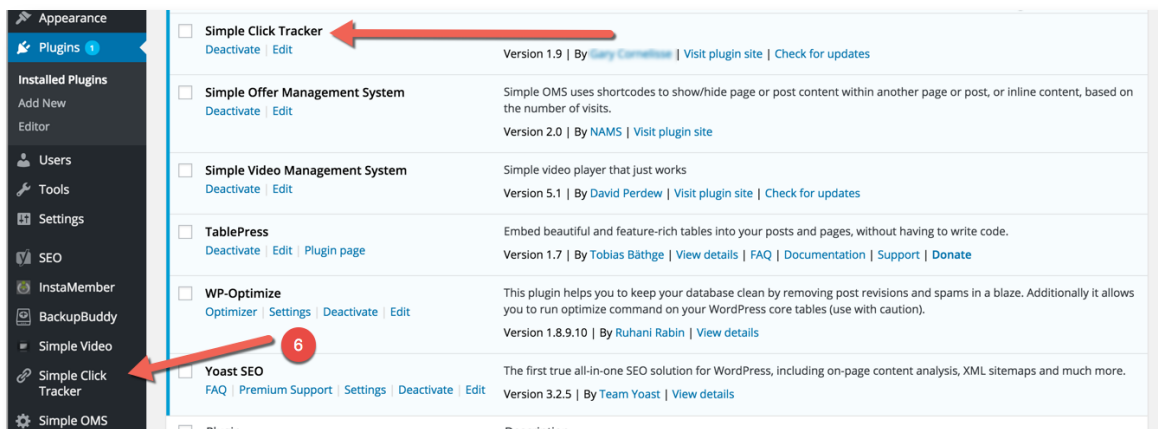 Appearance
Plugins 1
Installed Plugins
Add New
Editor
Users
Tools
Settings
SEO
InstaMember
BackupBuddy
Simple Video
Simple Click
Tracker
Simple OMS
Simple Click Tracker
Deactivate | Edit
Version 1.9 | By | Visit plugin site | Check for updates
Simple Offer Management System
Deactivate | Edit
Simple OMS uses shortcodes to show/hide page or post content within another page or post, or inline content, based on
the number of visits.
Version 2.0 | By NAMS | Visit plugin site
Simple Video Management System
Deactivate | Edit
Simple video player that just works
Version 5.1 | By David Perdew | Visit plugin site | Check for updates
TablePress
Deactivate | Edit | Plugin page
Embed beautiful and feature-rich tables into your posts and pages, without having to write code.
Version 1.7 | By Tobias Bäthge | View details | FAQ | Documentation | Support | Donate
WP-Optimize
Optimizer | Settings | Deactivate | Edit
This plugin helps you to keep your database clean by removing post revisions and spams in a blaze. Additionally it allows
you to run optimize command on your WordPress core tables (use with caution).
Version 1.8.9.10 | By Ruhani Rabin | View details
6
Yoast SEO
FAQ | Premium Support | Settings | Deactivate | Edit
The first true all-in-one SEO solution for WordPress, including on-page content analysis, XML sitemaps and much more.
Version 3.2.5 | By Team Yoast | View details